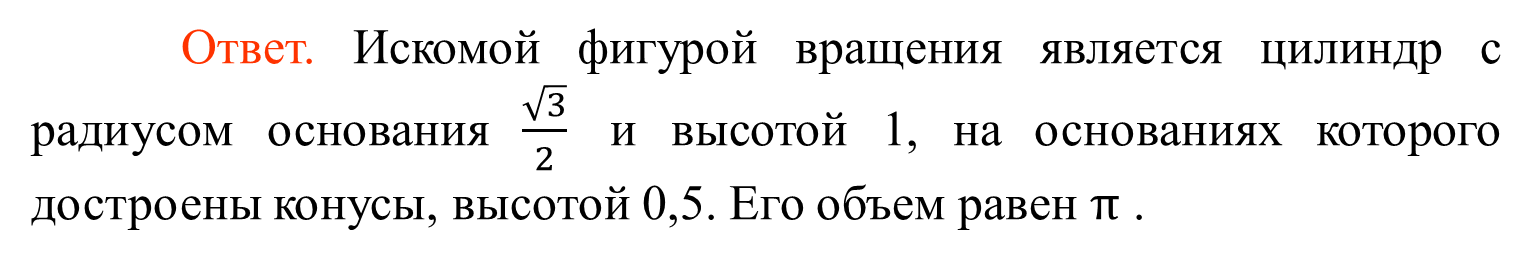 Ответ. Искомой фигурой вращения является цилиндр с
радиусом основания √3/2 и высотой 1, на основаниях которого
достроены конусы, высотой 0,5. Его объем равен π .